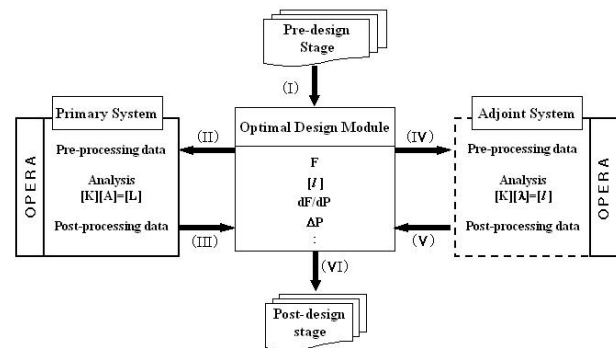 Pre-design
Stage
(I)
Primary System
Optimal Design Module
Adjoint System
(II)
(IV)
OPERA
Pre-processing data
Analysis
[K][A]=[L]
Post-processing data
F
[l]
dF/dP
ΔP
:
Pre-processing data
Analysis
[K][λ]=[l]
Post-processing data
OPERA
(III)
(V)
(VI)
Post-design
stage